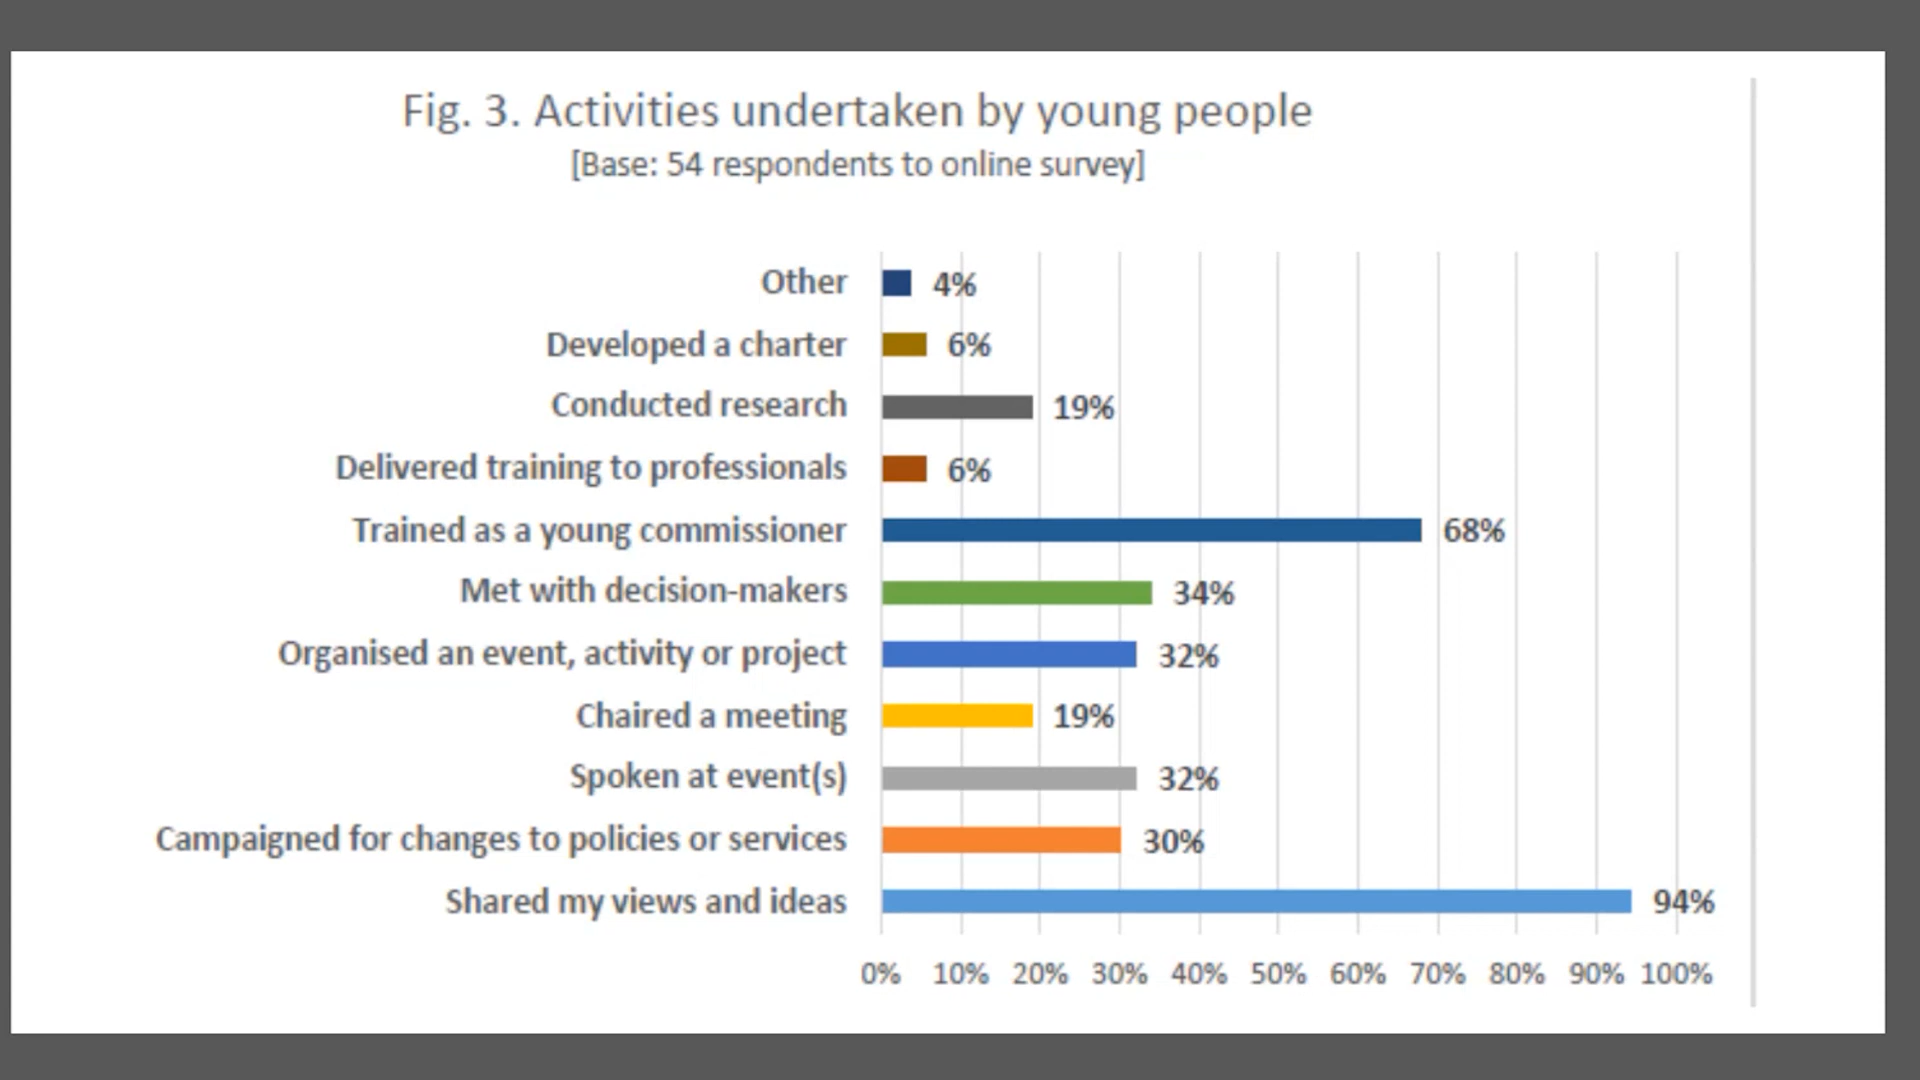 Fig. 3. Activities undertaken by young people
[Base: 54 respondents to online survey]
Other 4%
Developed a charter 6%
Conducted research 19%
Delivered training to professionals 6%
Trained as a young commissioner 68%
Met with decision-makers 34%
Organised an event, activity or project 32%
Chaired a meeting 19%
Spoken at event(s) 32%
Campaigned for changes to policies or services 30%
Shared my views and ideas 94%
0% 10% 20% 30% 40% 50% 60% 70% 80% 90% 100%